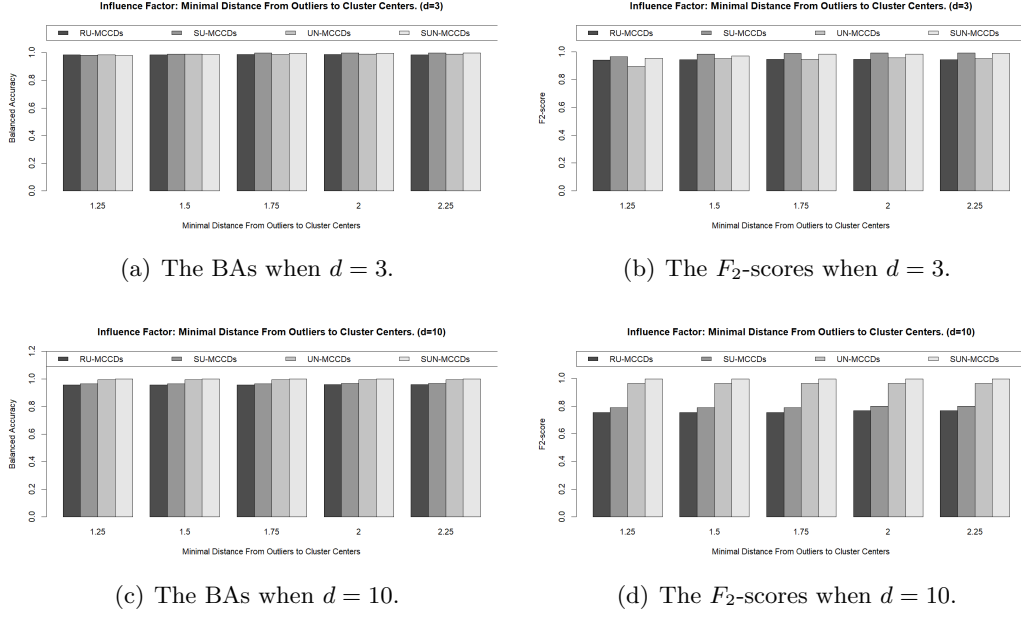 Influence Factor: Minimal Distance From Outliers to Cluster Centers. (d=3)
RU-MCCDs SU-MCCDs UN-MCCDs SUN-MCCDs
Balanced Accuracy
0.0 0.2 0.4 0.6 0.8 1.0
1.25 1.5 1.75 2 2.25
Minimal Distance From Outliers to Cluster Centers
(a) The BAs when d = 3.
Influence Factor: Minimal Distance From Outliers to Cluster Centers. (d=3)
RU-MCCDs SU-MCCDs UN-MCCDs SUN-MCCDs
F2-score
0.0 0.2 0.4 0.6 0.8 1.0
1.25 1.5 1.75 2 2.25
Minimal Distance From Outliers to Cluster Centers
(b) The F₂-scores when d = 3.
Influence Factor: Minimal Distance From Outliers to Cluster Centers. (d=10)
RU-MCCDs SU-MCCDs UN-MCCDs SUN-MCCDs
Balanced Accuracy
0.0 0.2 0.4 0.6 0.8 1.0 1.2
1.25 1.5 1.75 2 2.25
Minimal Distance From Outliers to Cluster Centers
(c) The BAs when d = 10.
Influence Factor: Minimal Distance From Outliers to Cluster Centers. (d=10)
RU-MCCDs SU-MCCDs UN-MCCDs SUN-MCCDs
F2-score
0.0 0.2 0.4 0.6 0.8 1.0
1.25 1.5 1.75 2 2.25
Minimal Distance From Outliers to Cluster Centers
(d) The F₂-scores when d = 10.